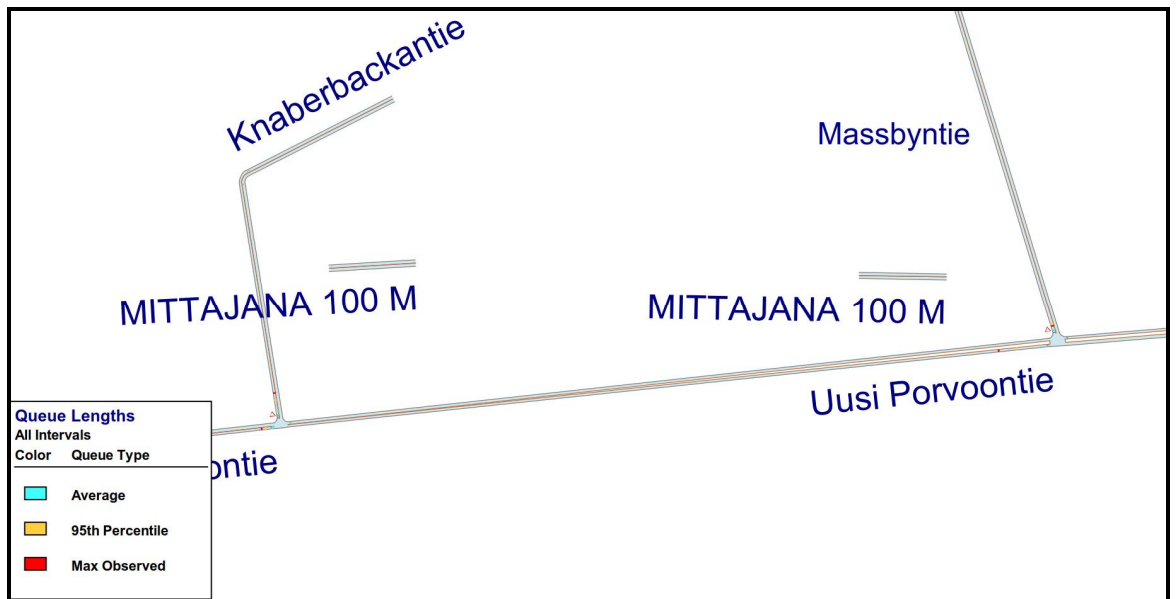 Knaberbackantie
Massbyntie
MITTAJANA 100 M
MITTAJANA 100 M
Uusi Porvoontie
ontie
Queue Lengths
All Intervals
Color Queue Type
Average
95th Percentile
Max Observed